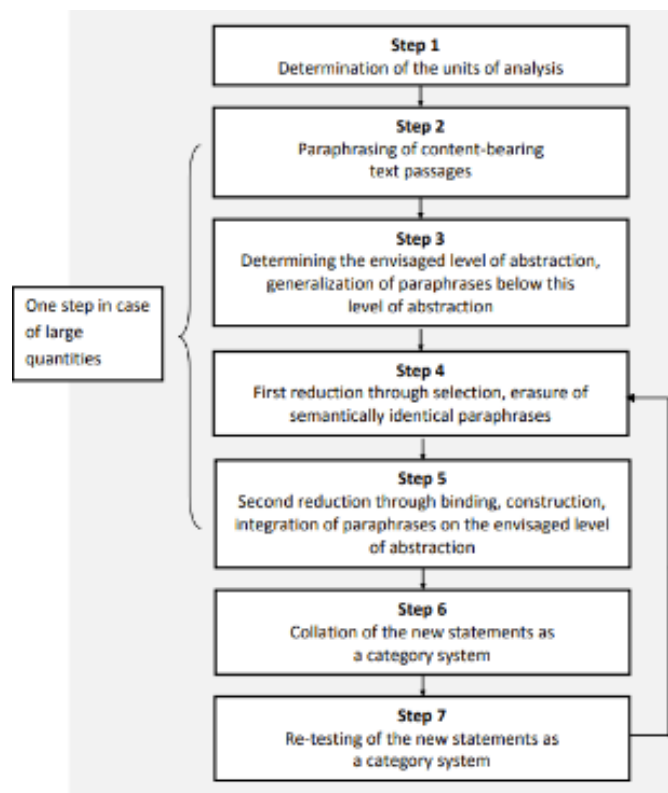 Step 1
Determination of the units of analysis
Step 2
Paraphrasing of content-bearing
text passages
Step 3
Determining the envisaged level of abstraction,
generalization of paraphrases below this
level of abstraction
One step in case
of large
quantities
Step 4
First reduction through selection, erasure of
semantically identical paraphrases
Step 5
Second reduction through binding, construction,
integration of paraphrases on the envisaged level
of abstraction
Step 6
Collation of the new statements as
a category system
Step 7
Re-testing of the new statements as
a category system